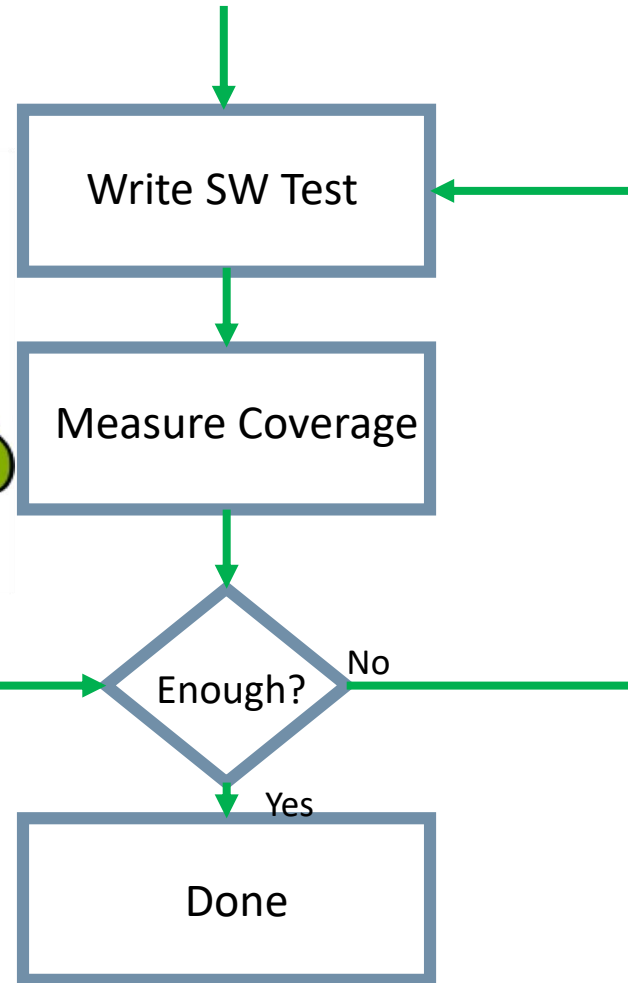 Write SW Test
Measure Coverage
Enough?
No
Yes
Done